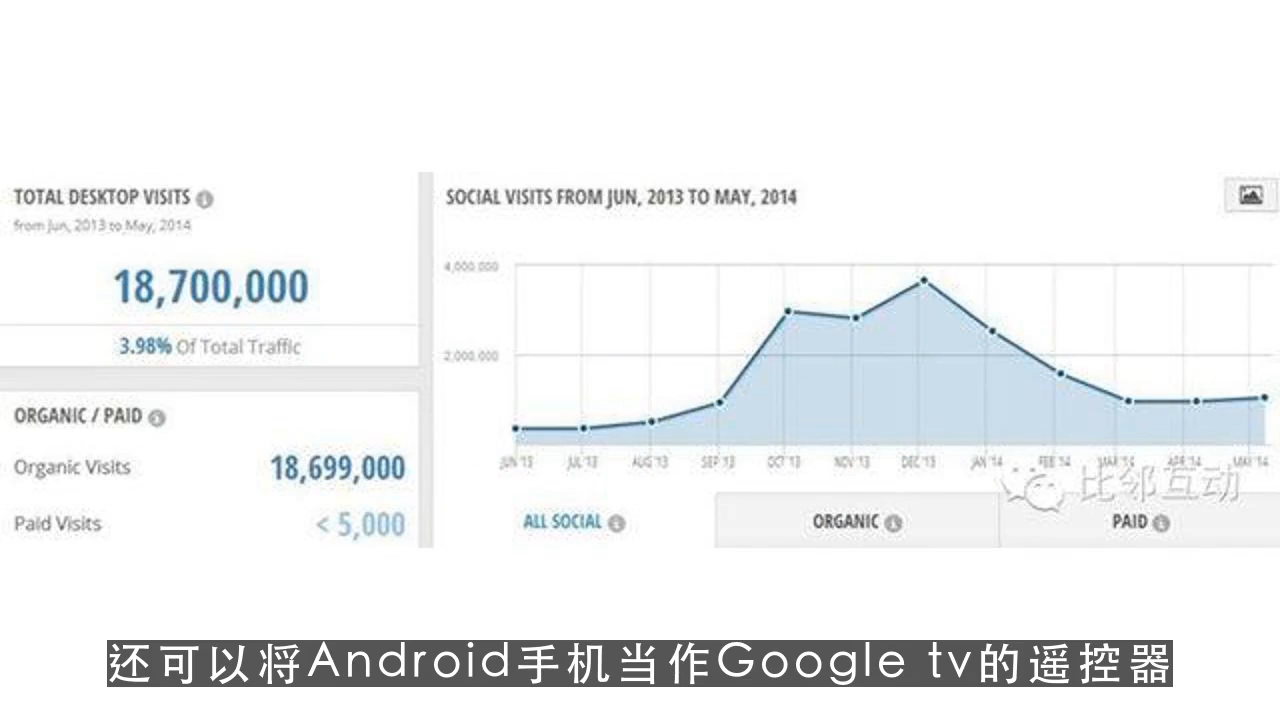 TOTAL DESKTOP VISITS
from Jun, 2013 to May, 2014
18,700,000
3.98% Of Total Traffic
ORGANIC / PAID
Organic Visits 18,699,000
Paid Visits < 5,000
SOCIAL VISITS FROM JUN, 2013 TO MAY, 2014
4,000,000
2,000,000
JUN '13 JUL '13 AUG '13 SEP '13 OCT '13 NOV '13 DEC '13 JAN '14 FEB '14 MAR '14 APR '14 MAY '14
比邻互动
ALL SOCIAL ORGANIC PAID
还可以将Android手机当作Google tv的遥控器